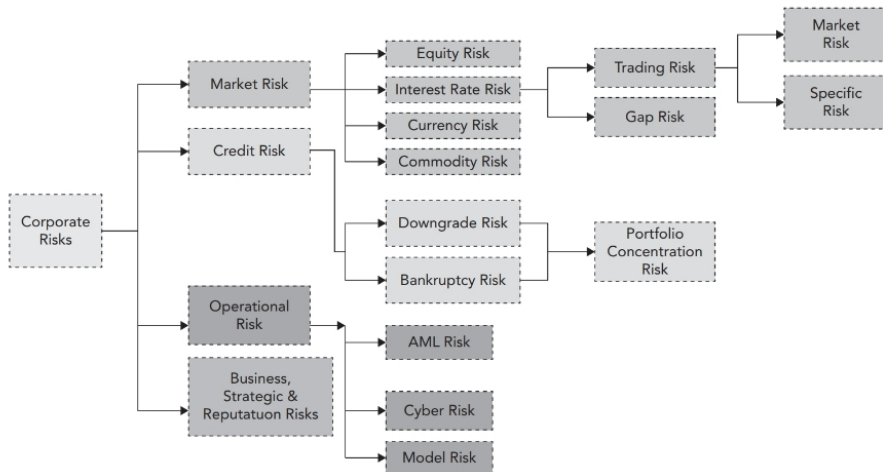 Corporate
Risks
Market Risk
Credit Risk
Operational
Risk
Business,
Strategic &
Reputatuon Risks
Equity Risk
Interest Rate Risk
Currency Risk
Commodity Risk
Downgrade Risk
Bankruptcy Risk
AML Risk
Cyber Risk
Model Risk
Trading Risk
Gap Risk
Portfolio
Concentration
Risk
Market
Risk
Specific
Risk